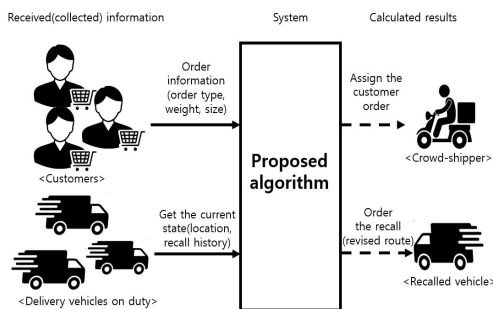 Received(collected) information
System
Calculated results
Order
information
(order type,
weight, size)
Assign the
customer
order
<Customers>
<Crowd-shipper>
Proposed
algorithm
Get the current
state(location,
recall history)
Order
the recall
(revised route)
<Delivery vehicles on duty>
<Recalled vehicle>